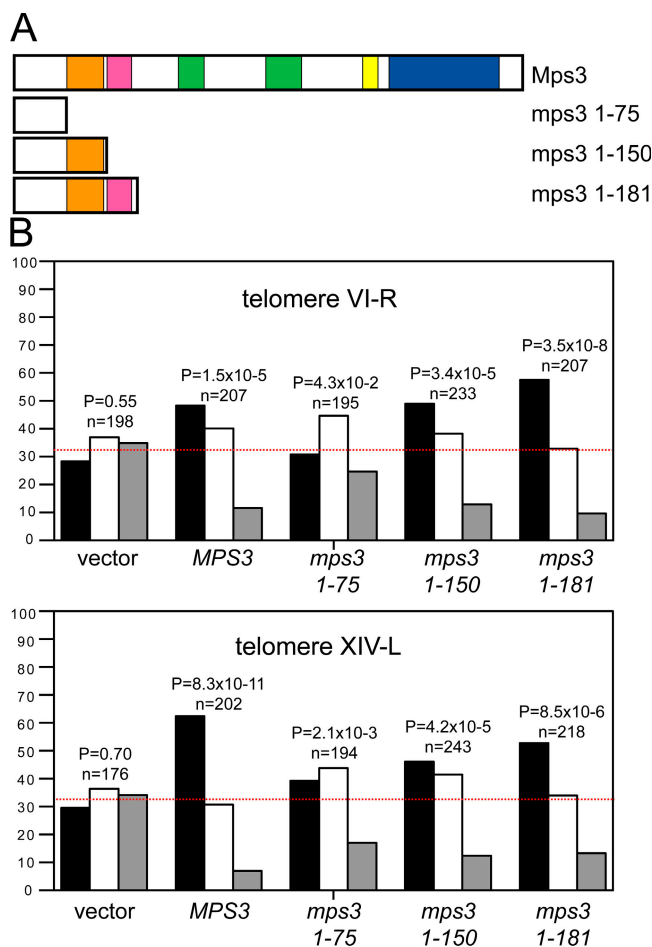 A
Mps3
mps3 1-75
mps3 1-150
mps3 1-181
B
telomere VI-R
100
90
80
70
60
50
40
30
20
10
0
P=0.55
n=198
P=1.5x10-5
n=207
P=4.3x10-2
n=195
P=3.4x10-5
n=233
P=3.5x10-8
n=207
vector
MPS3
mps3
1-75
mps3
1-150
mps3
1-181
telomere XIV-L
100
90
80
70
60
50
40
30
20
10
0
P=0.70
n=176
P=8.3x10-11
n=202
P=2.1x10-3
n=194
P=4.2x10-5
n=243
P=8.5x10-6
n=218
vector
MPS3
mps3
1-75
mps3
1-150
mps3
1-181